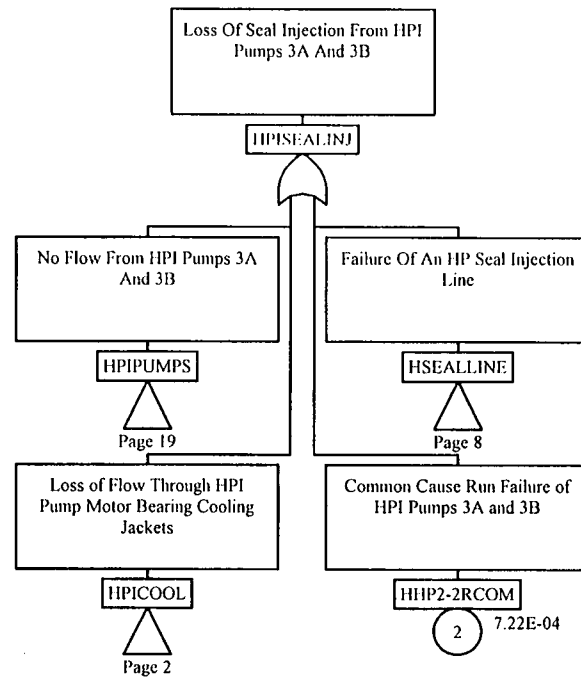 Loss Of Seal Injection From HPI
Pumps 3A And 3B
HPISEALINJ
No Flow From HPI Pumps 3A
And 3B
HPIPUMPS
Page 19
Failure Of An HP Seal Injection
Line
HSEALLINE
Page 8
Loss of Flow Through HPI
Pump Motor Bearing Cooling
Jackets
HPICOOL
Page 2
Common Cause Run Failure of
HPI Pumps 3A and 3B
HHP2-2RCOM
2
7.22E-04